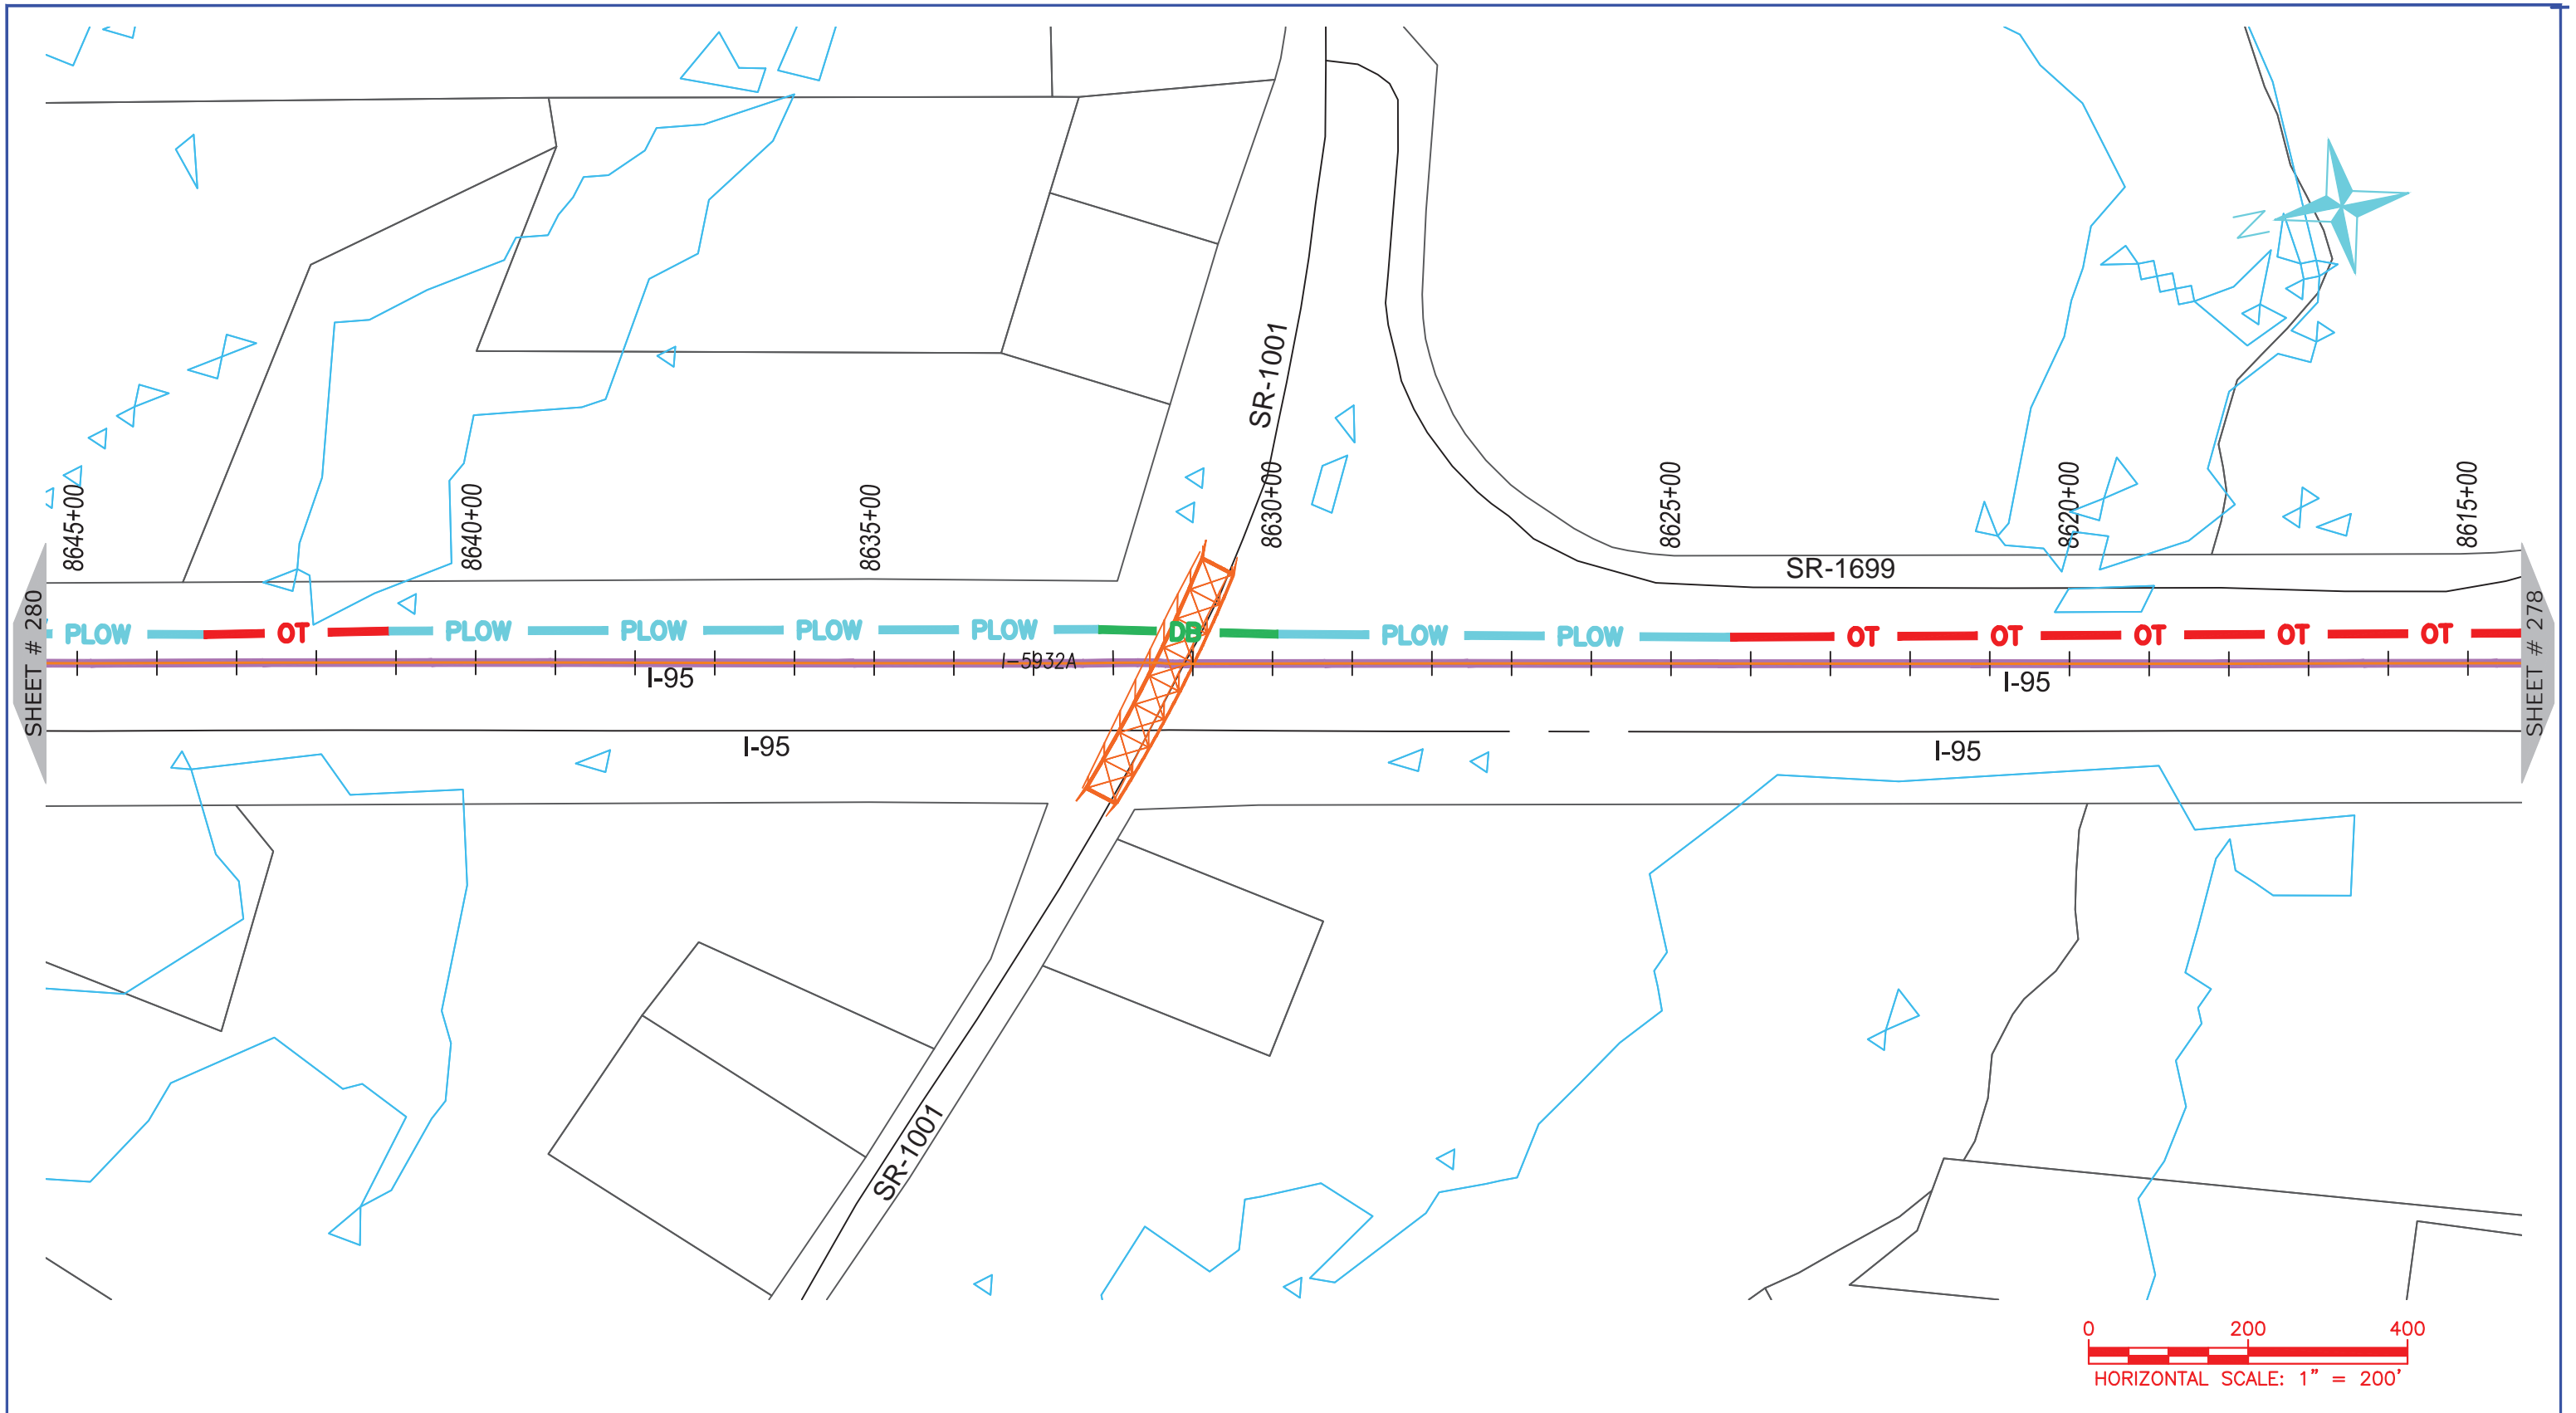 N
SR-1001
8645+00
8640+00
8635+00
8630+00
8625+00
8620+00
8615+00
SR-1699
SHEET # 280
PLOW OT PLOW PLOW PLOW PLOW DB PLOW PLOW OT OT OT OT OT
SHEET # 278
I-5932A
I-95
I-95
I-95
I-95
SR-1001
0 200 400
HORIZONTAL SCALE: 1" = 200'